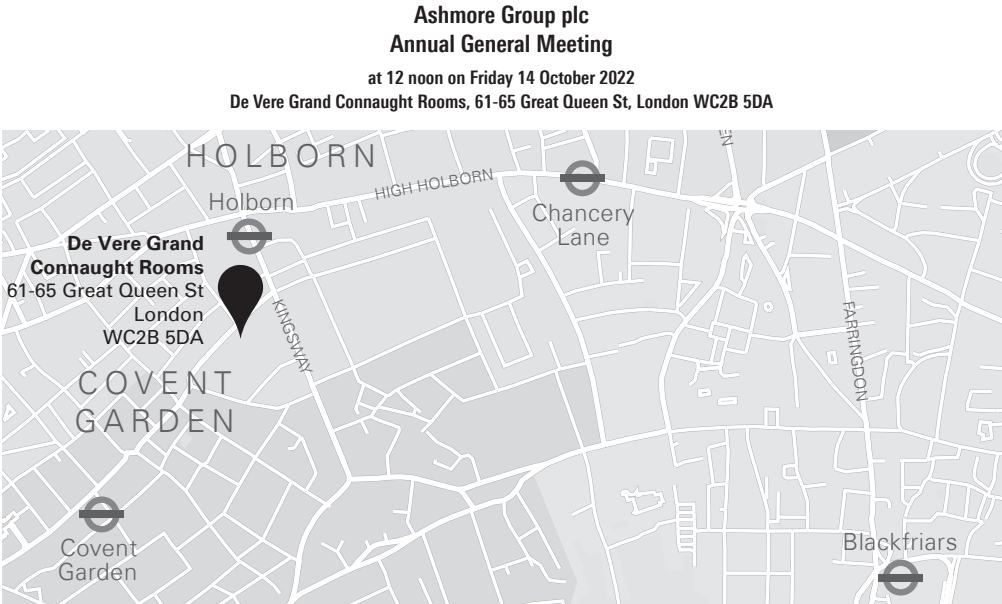 Ashmore Group plc
Annual General Meeting
at 12 noon on Friday 14 October 2022
De Vere Grand Connaught Rooms, 61-65 Great Queen St, London WC2B 5DA
HOLBORN
HIGH HOLBORN
Holborn
Chancery
Lane
De Vere Grand
Connaught Rooms
61-65 Great Queen St
London
WC2B 5DA
KINGSWAY
FARRINGDON
COVENT
GARDEN
Covent
Garden
Blackfriars